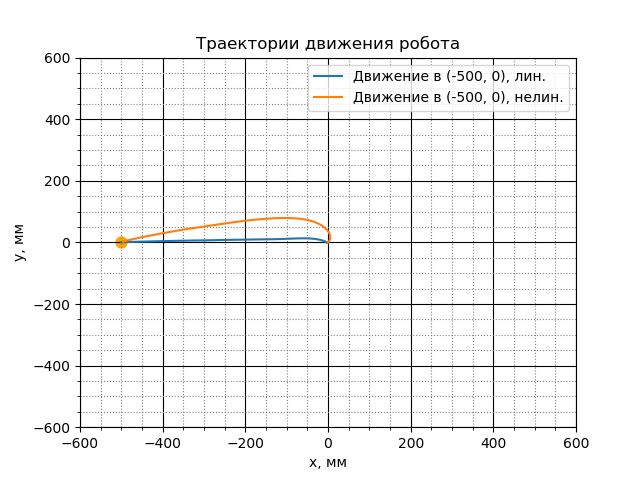 Траектории движения робота
Движение в (-500, 0), лин.
Движение в (-500, 0), нелин.
600
400
200
0
−200
−400
−600
y, мм
−600
−400
−200
0
200
400
600
x, мм